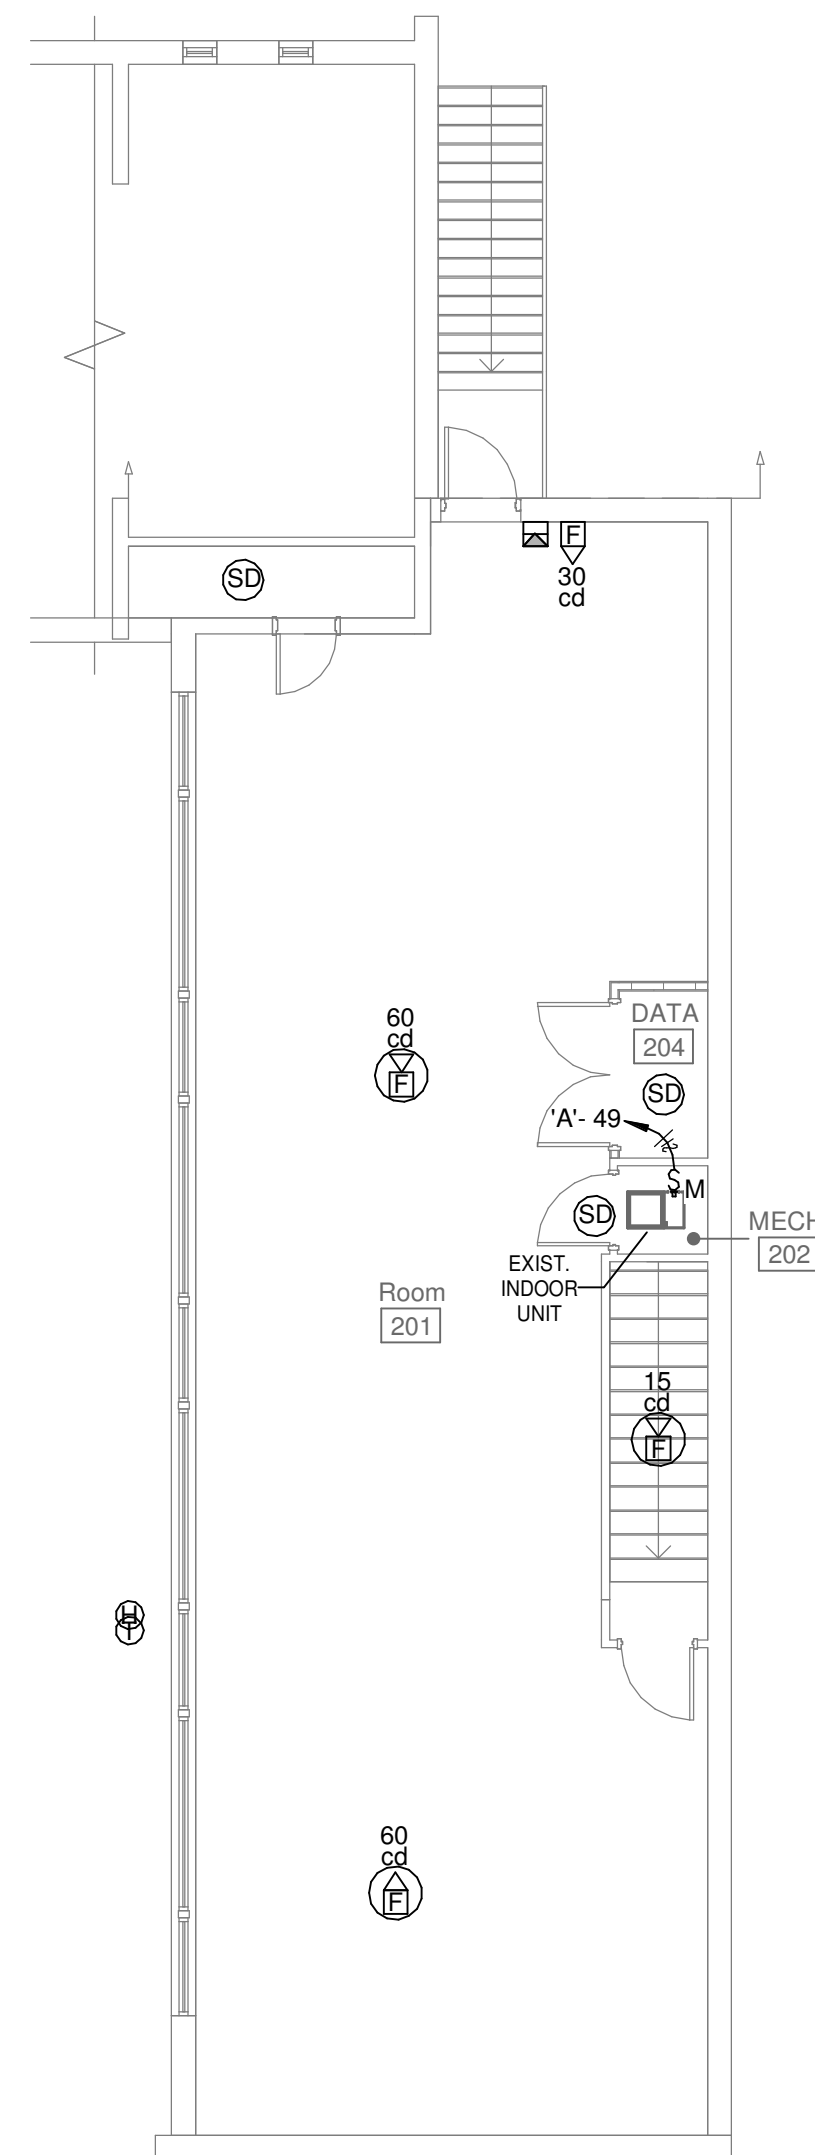 SD
F
30
cd
60
cd
F
DATA
204
SD
'A'- 49
S
M
SD
MECH
202
EXIST.
INDOOR
UNIT
Room
201
15
cd
F
H
T
60
cd
F